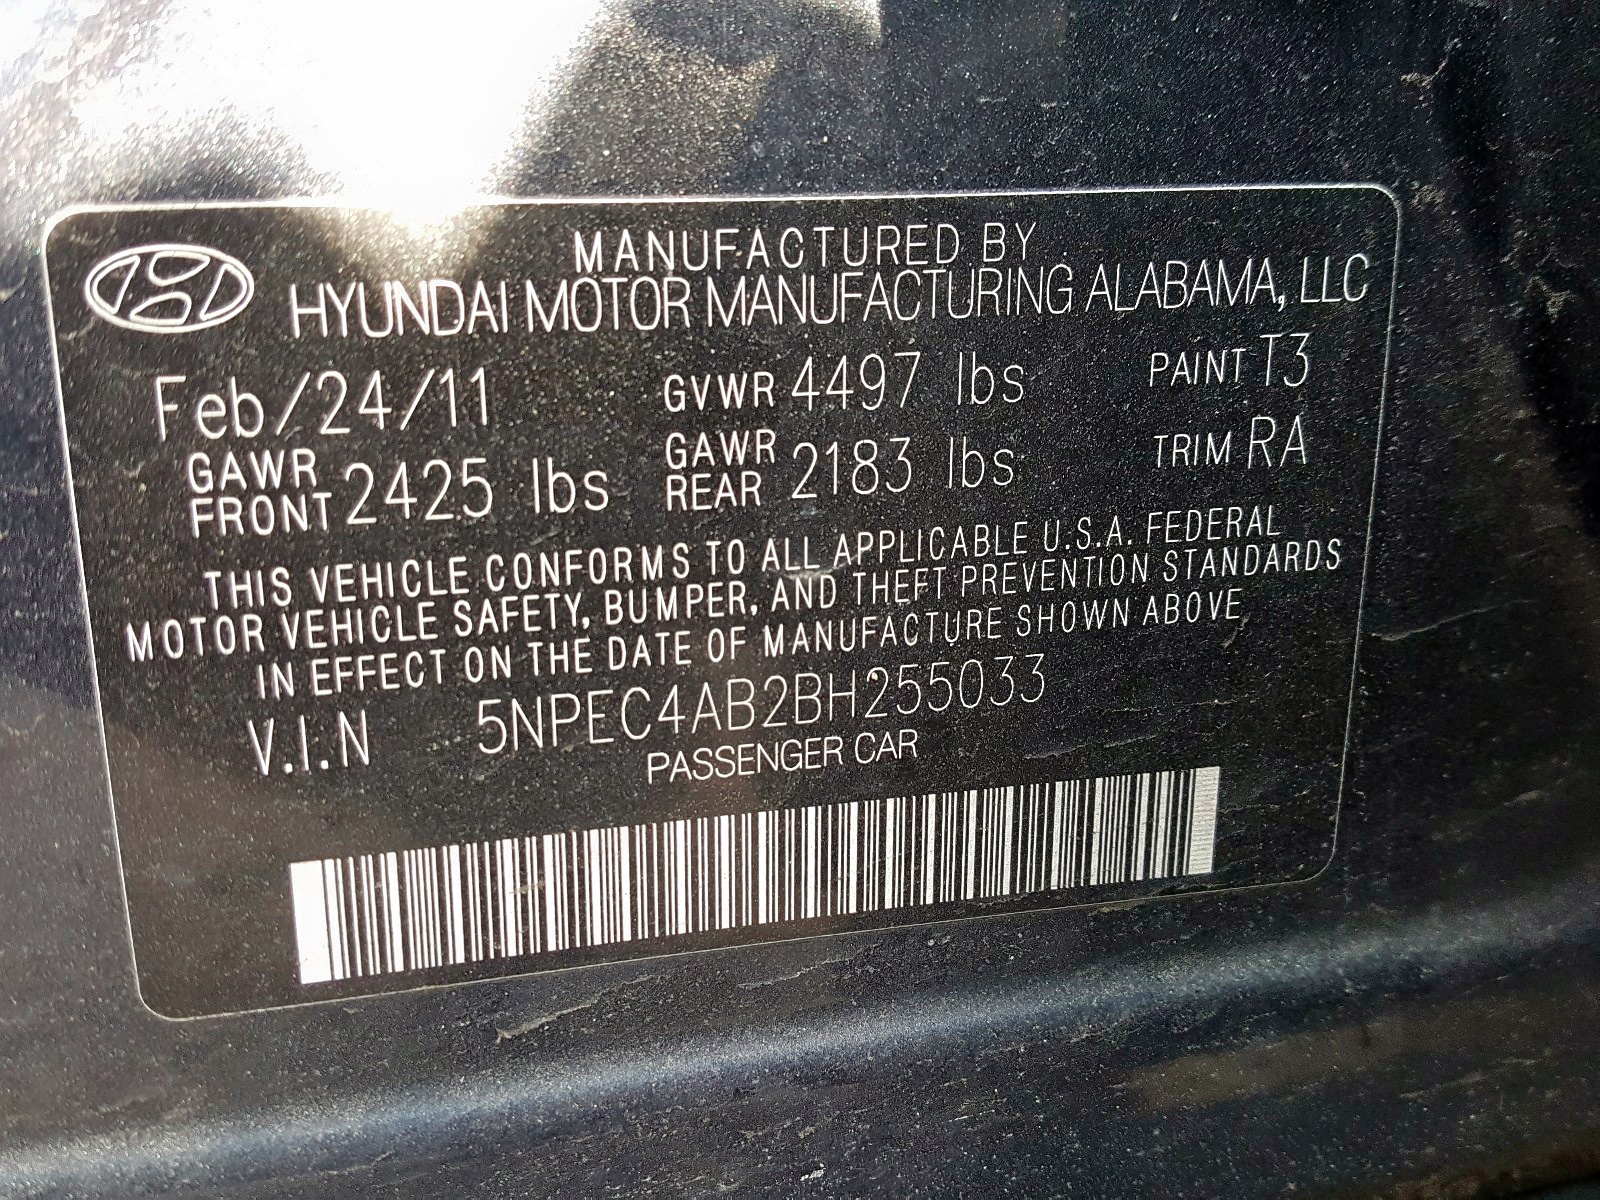 MANUFACTURED BY
HYUNDAI MOTOR MANUFACTURING ALABAMA, LLC
Feb/24/11 GVWR 4497 lbs PAINT T3
GAWR FRONT 2425 lbs GAWR REAR 2183 lbs TRIM RA
THIS VEHICLE CONFORMS TO ALL APPLICABLE U.S.A. FEDERAL
MOTOR VEHICLE SAFETY, BUMPER, AND THEFT PREVENTION STANDARDS
IN EFFECT ON THE DATE OF MANUFACTURE SHOWN ABOVE
V.I.N 5NPEC4AB2BH255033
PASSENGER CAR